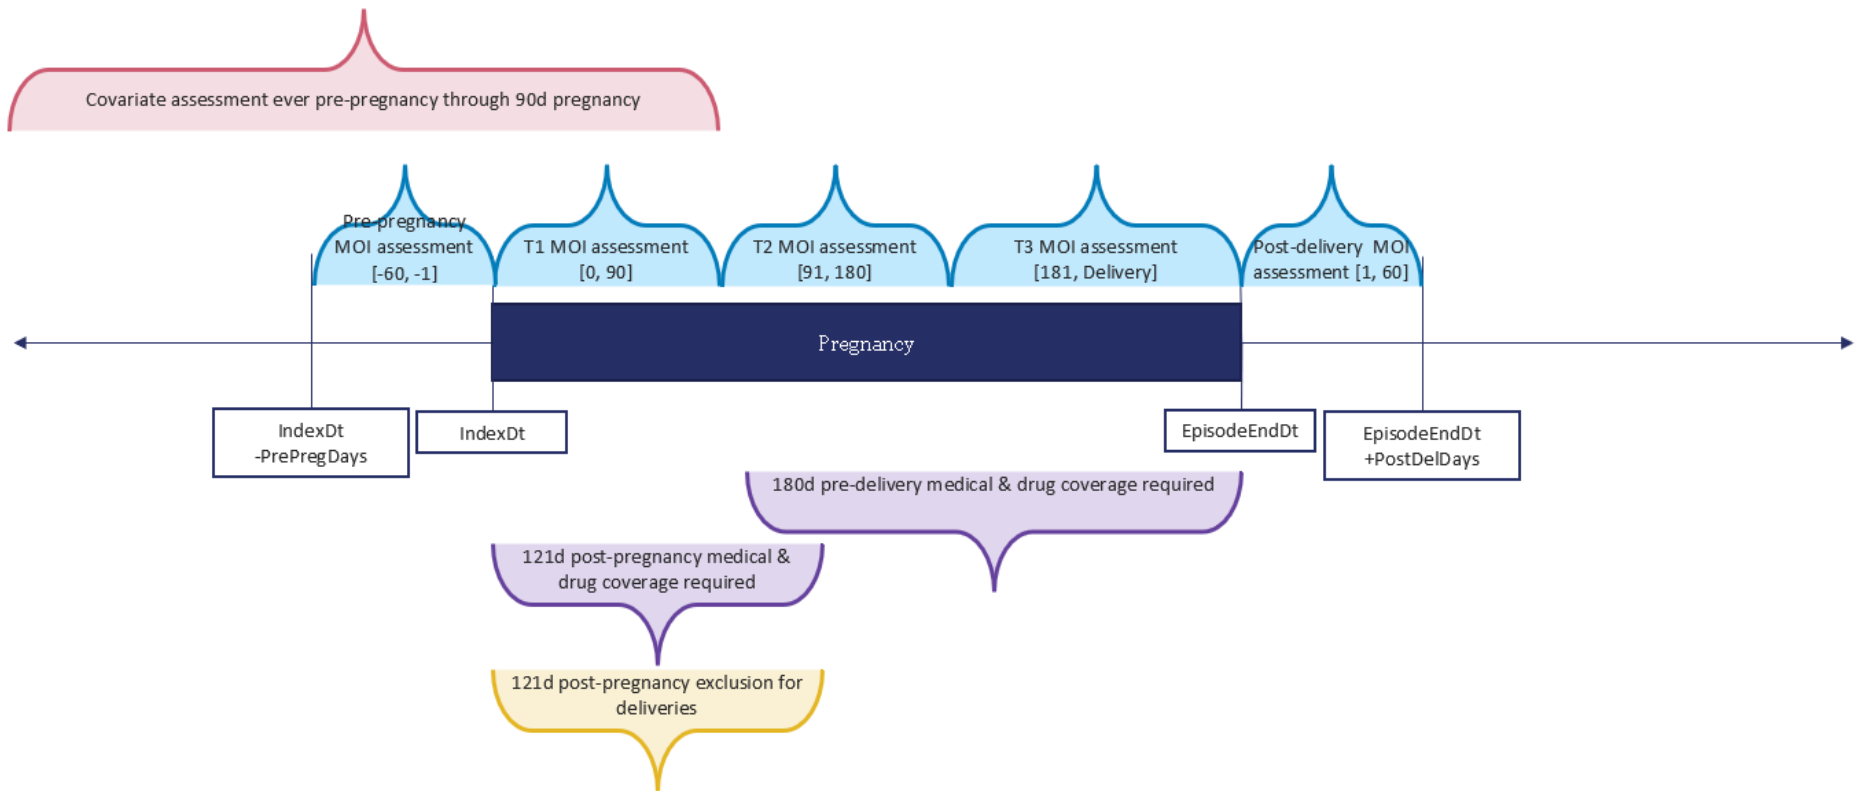 Covariate assessment ever pre-pregnancy through 90d pregnancy
Pre-pregnancy
MOI assessment
[-60, -1]
T1 MOI assessment
[0, 90]
T2 MOI assessment
[91, 180]
T3 MOI assessment
[181, Delivery]
Post-delivery MOI
assessment [1, 60]
Pregnancy
IndexDt
-PrePregDays
IndexDt
EpisodeEndDt
EpisodeEndDt
+PostDelDays
180d pre-delivery medical & drug coverage required
121d post-pregnancy medical &
drug coverage required
121d post-pregnancy exclusion for
deliveries